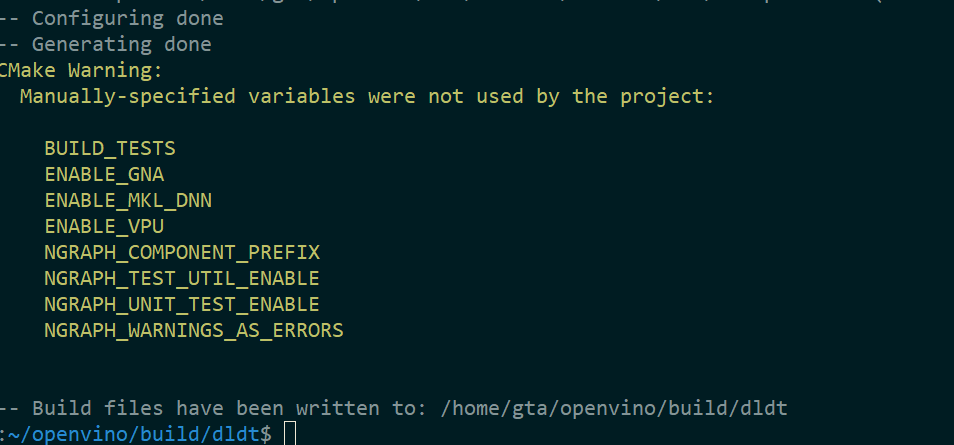 -- Configuring done
-- Generating done
CMake Warning:
  Manually-specified variables were not used by the project:

    BUILD_TESTS
    ENABLE_GNA
    ENABLE_MKL_DNN
    ENABLE_VPU
    NGRAPH_COMPONENT_PREFIX
    NGRAPH_TEST_UTIL_ENABLE
    NGRAPH_UNIT_TEST_ENABLE
    NGRAPH_WARNINGS_AS_ERRORS

-- Build files have been written to: /home/gta/openvino/build/dldt
:~/openvino/build/dldt$